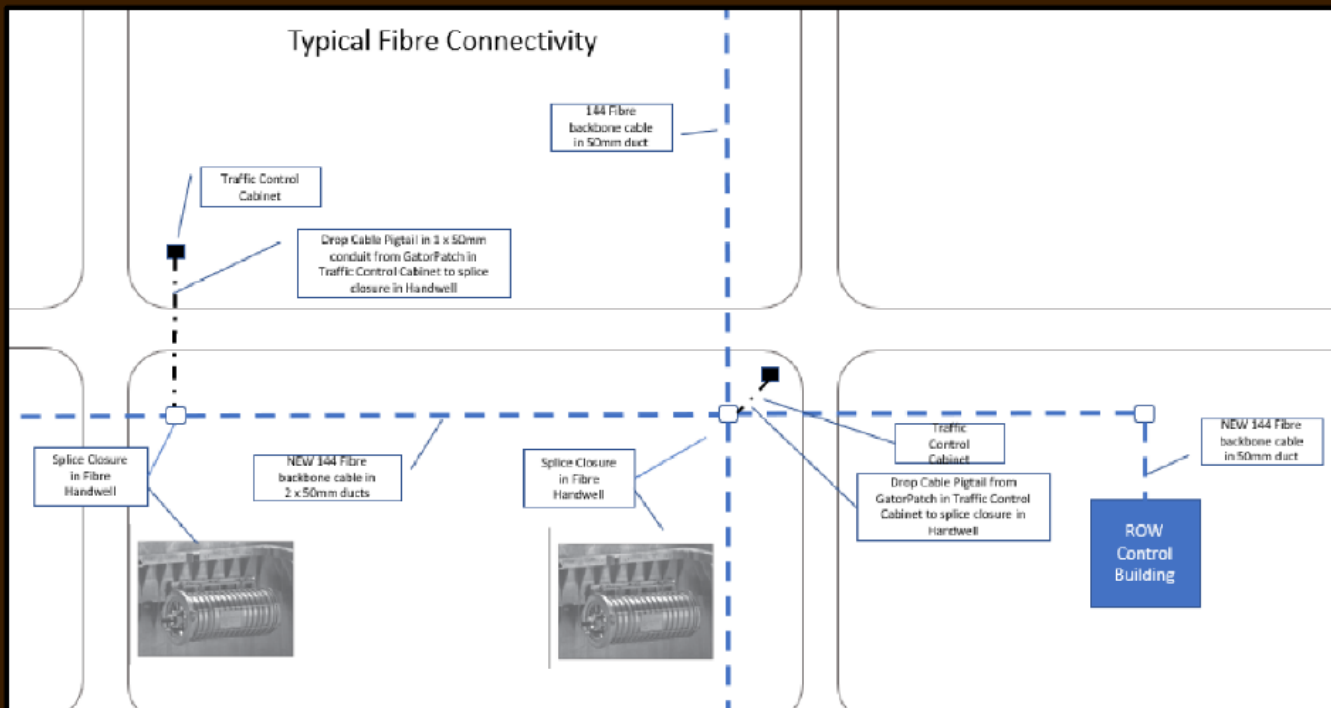 Typical Fibre Connectivity
144 Fibre
backbone cable
in 50mm duct
Traffic Control
Cabinet
Drop Cable Pigtail in 1 x 50mm
conduit from GatorPatch in
Traffic Control Cabinet to splice
closure in Handwell
Splice Closure
in Fibre
Handwell
NEW 144 Fibre
backbone cable in
2 x 50mm ducts
Splice Closure
in Fibre
Handwell
Traffic
Control
Cabinet
Drop Cable Pigtail from
GatorPatch in Traffic Control
Cabinet to splice closure in
Handwell
NEW 144 Fibre
backbone cable
in 50mm duct
ROW
Control
Building